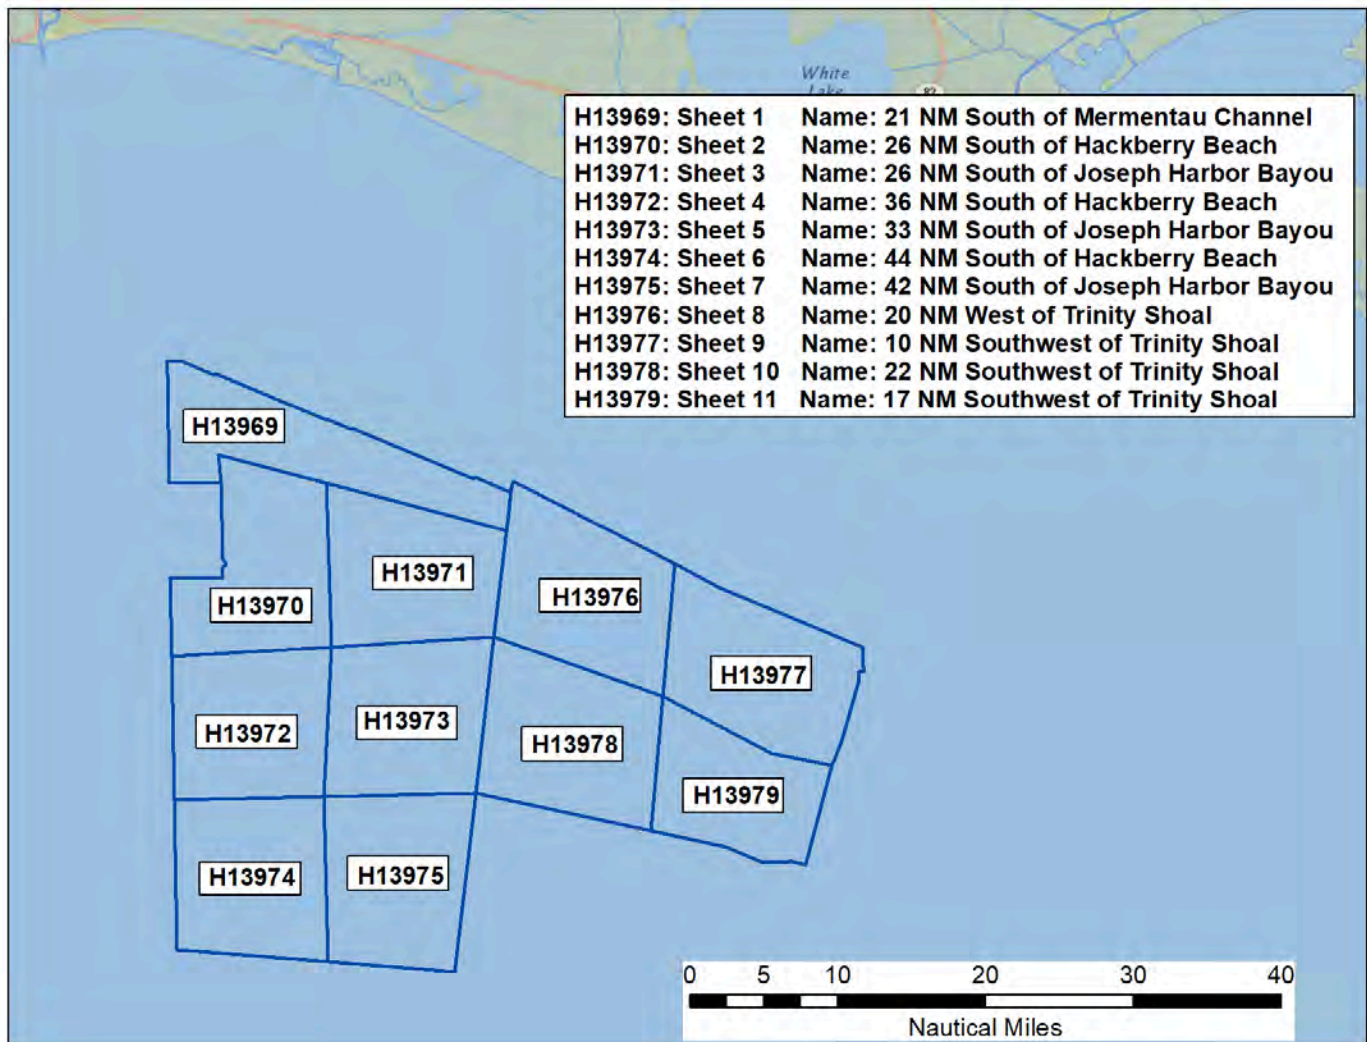 White
Lake
82
H13969: Sheet 1 Name: 21 NM South of Mermentau Channel
H13970: Sheet 2 Name: 26 NM South of Hackberry Beach
H13971: Sheet 3 Name: 26 NM South of Joseph Harbor Bayou
H13972: Sheet 4 Name: 36 NM South of Hackberry Beach
H13973: Sheet 5 Name: 33 NM South of Joseph Harbor Bayou
H13974: Sheet 6 Name: 44 NM South of Hackberry Beach
H13975: Sheet 7 Name: 42 NM South of Joseph Harbor Bayou
H13976: Sheet 8 Name: 20 NM West of Trinity Shoal
H13977: Sheet 9 Name: 10 NM Southwest of Trinity Shoal
H13978: Sheet 10 Name: 22 NM Southwest of Trinity Shoal
H13979: Sheet 11 Name: 17 NM Southwest of Trinity Shoal
H13969
H13971
H13976
H13970
H13977
H13973
H13972
H13978
H13979
H13975
H13974
0 5 10 20 30 40
Nautical Miles